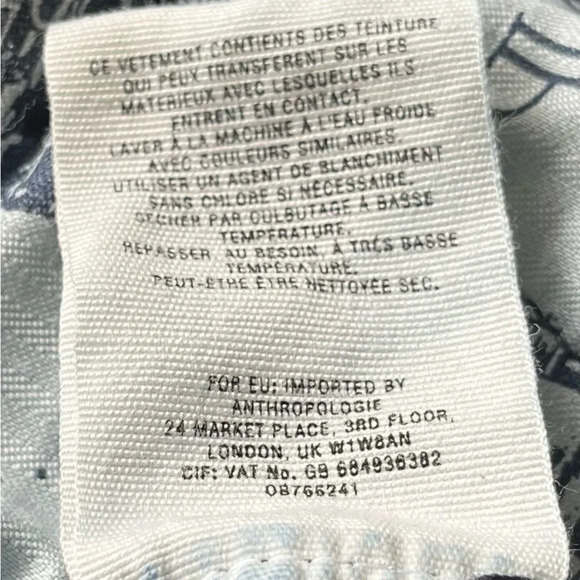 CE VETEMENT CONTIENTS DES TEINTURE
QUI PEUX TRANSFERENT SUR LES
MATERIEUX AVEC LESQUELLES ILS
ENTRENT EN CONTACT.
LAVER À LA MACHINE À L'EAU FROIDE
AVEC COULEURS SIMILAIRES.
UTILISER UN AGENT DE BLANCHIMENT
SANS CHLORE SI NÉCESSAIRE.
SÉCHER PAR CULBUTAGE À BASSE
TEMPÉRATURE.
REPASSER AU BESOIN, À TRÉS BASSE
TEMPÉRATURE.
PEUT-ÊTRE ÊTRE NETTOYÉE SEC.
FOR EU: IMPORTED BY
ANTHROPOLOGIE
24 MARKET PLACE, 3RD FLOOR,
LONDON, UK W1W8AN
CIF: VAT No. GB 684936382
OB766241